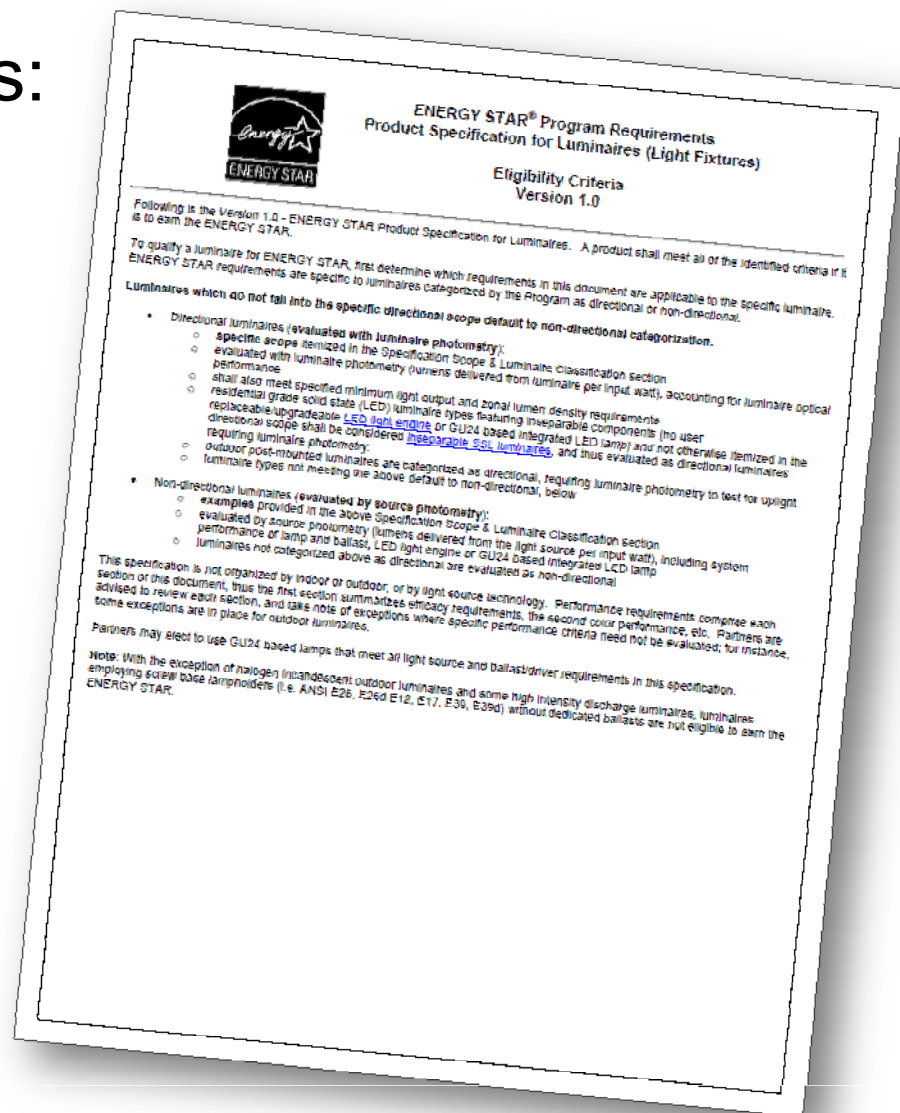 s:
energy
ENERGY STAR
ENERGY STAR® Program Requirements
Product Specification for Luminaires (Light Fixtures)
Eligibility Criteria
Version 1.0
Following is the Version 1.0 - ENERGY STAR Product Specification for Luminaires. A product shall meet all of the identified criteria if it
is to earn the ENERGY STAR.
To qualify a luminaire for ENERGY STAR, first determine which requirements in this document are applicable to the specific luminaire.
ENERGY STAR requirements are specific to luminaires categorized by the Program as directional or non-directional.
Luminaires which do not fall into the specific directional scope default to non-directional categorization.
• Directional luminaires (evaluated with luminaire photometry):
o specific scope itemized in the Specification Scope & Luminaire Classification section
o evaluated with luminaire photometry (lumens delivered from luminaire per input watt), accounting for luminaire optical
performance
o shall also meet specified minimum light output and zonal lumen density requirements
o residential grade solid state (LED) luminaire types featuring inseparable components (no user
replaceable/upgradeable LED light engine or GU24 based integrated LED lamp) and not otherwise itemized in the
directional scope shall be considered inseparable SSL luminaires, and thus evaluated as directional luminaires
requiring luminaire photometry.
o outdoor post-mounted luminaires are categorized as directional, requiring luminaire photometry to test for uplight
o luminaire types not meeting the above default to non-directional, below
• Non-directional luminaires (evaluated by source photometry):
o examples provided in the above Specification Scope & Luminaire Classification section
o evaluated by source photometry (lumens delivered from the light source per input watt), including system
performance of lamp and ballast, LED light engine or GU24 based integrated LED lamp
o luminaires not categorized above as directional are evaluated as non-directional
This specification is not organized by indoor or outdoor, or by light source technology. Performance requirements comprise each
section of this document, thus the first section summarizes efficacy requirements, the second color performance, etc. Partners are
advised to review each section, and take note of exceptions where specific performance criteria need not be evaluated; for instance,
some exceptions are in place for outdoor luminaires.
Partners may elect to use GU24 based lamps that meet all light source and ballast/driver requirements in this specification.
Note: With the exception of halogen incandescent outdoor luminaires and some high intensity discharge luminaires, luminaires
employing screw base lampholders (i.e. ANSI E26, E26d E12, E17, E39, E39d) without dedicated ballasts are not eligible to earn the
ENERGY STAR.